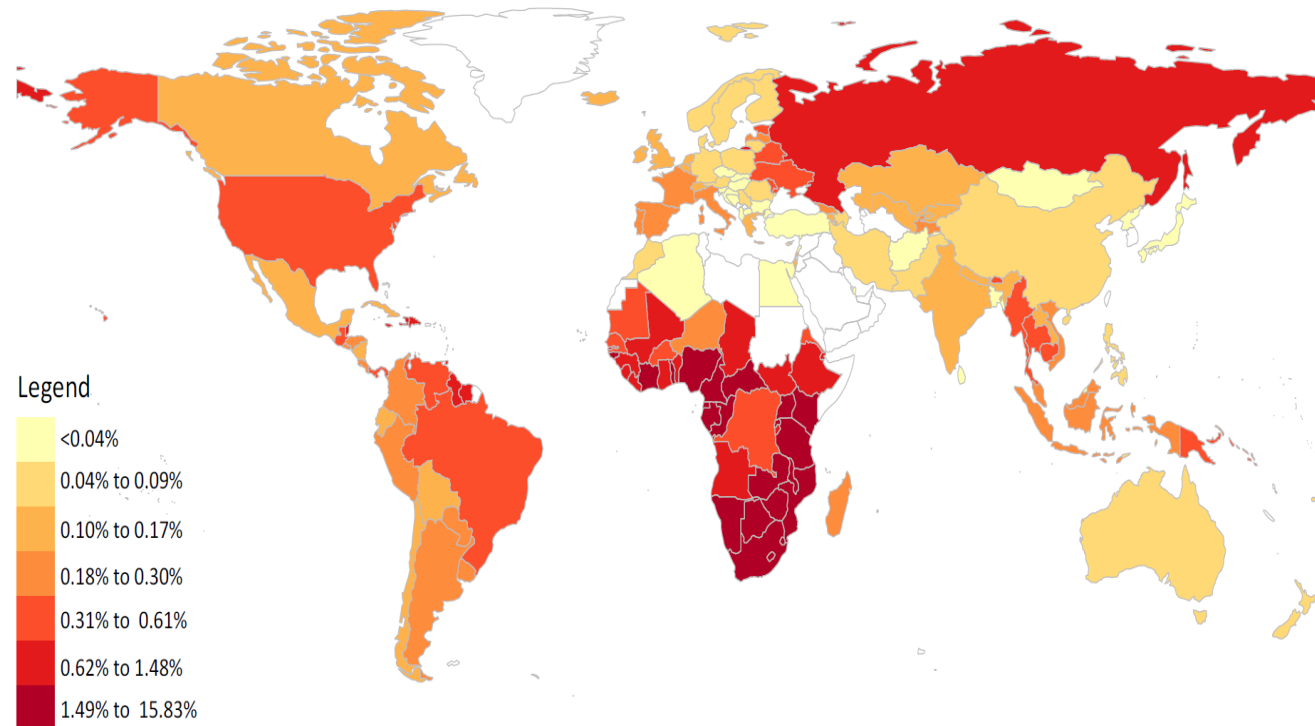 Legend
<0.04%
0.04% to 0.09%
0.10% to 0.17%
0.18% to 0.30%
0.31% to  0.61%
0.62% to 1.48%
1.49% to  15.83%